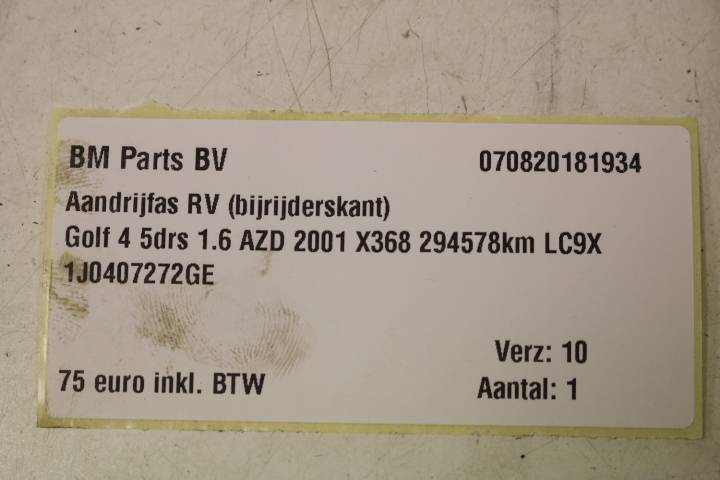 BM Parts BV 070820181934
Aandrijfas RV (bijrijderskant)
Golf 4 5drs 1.6 AZD 2001 X368 294578km LC9X
1J0407272GE
Verz: 10
75 euro inkl. BTW Aantal: 1